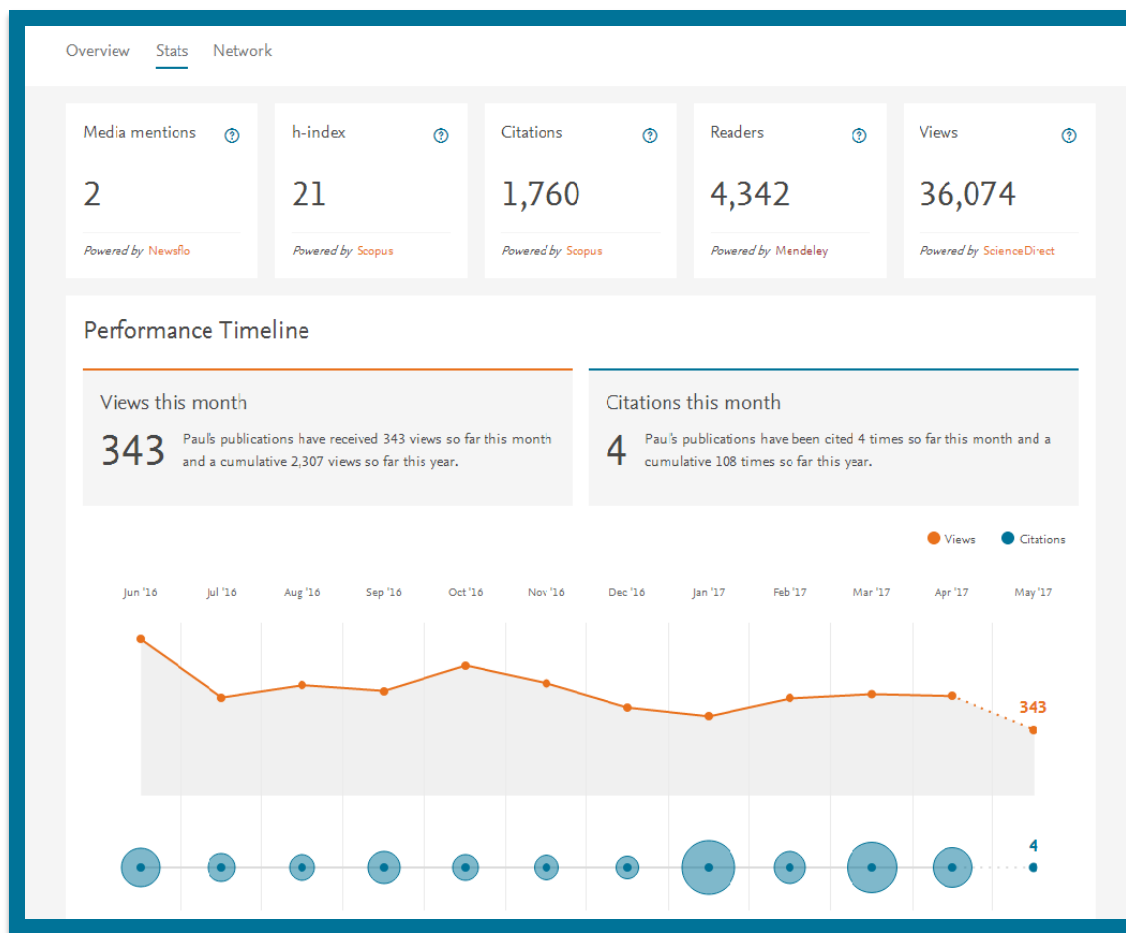 Overview Stats Network
Media mentions ? h-index ? Citations ? Readers ? Views ?
2 21 1,760 4,342 36,074
Powered by Newsflo Powered by Scopus Powered by Scopus Powered by Mendeley Powered by ScienceDirect
Performance Timeline
Views this month
343
Paul's publications have received 343 views so far this month
and a cumulative 2,307 views so far this year.
Citations this month
4
Paul's publications have been cited 4 times so far this month and a
cumulative 108 times so far this year.
Views Citations
Jun '16 Jul '16 Aug '16 Sep '16 Oct '16 Nov '16 Dec '16 Jan '17 Feb '17 Mar '17 Apr '17 May '17
343
4